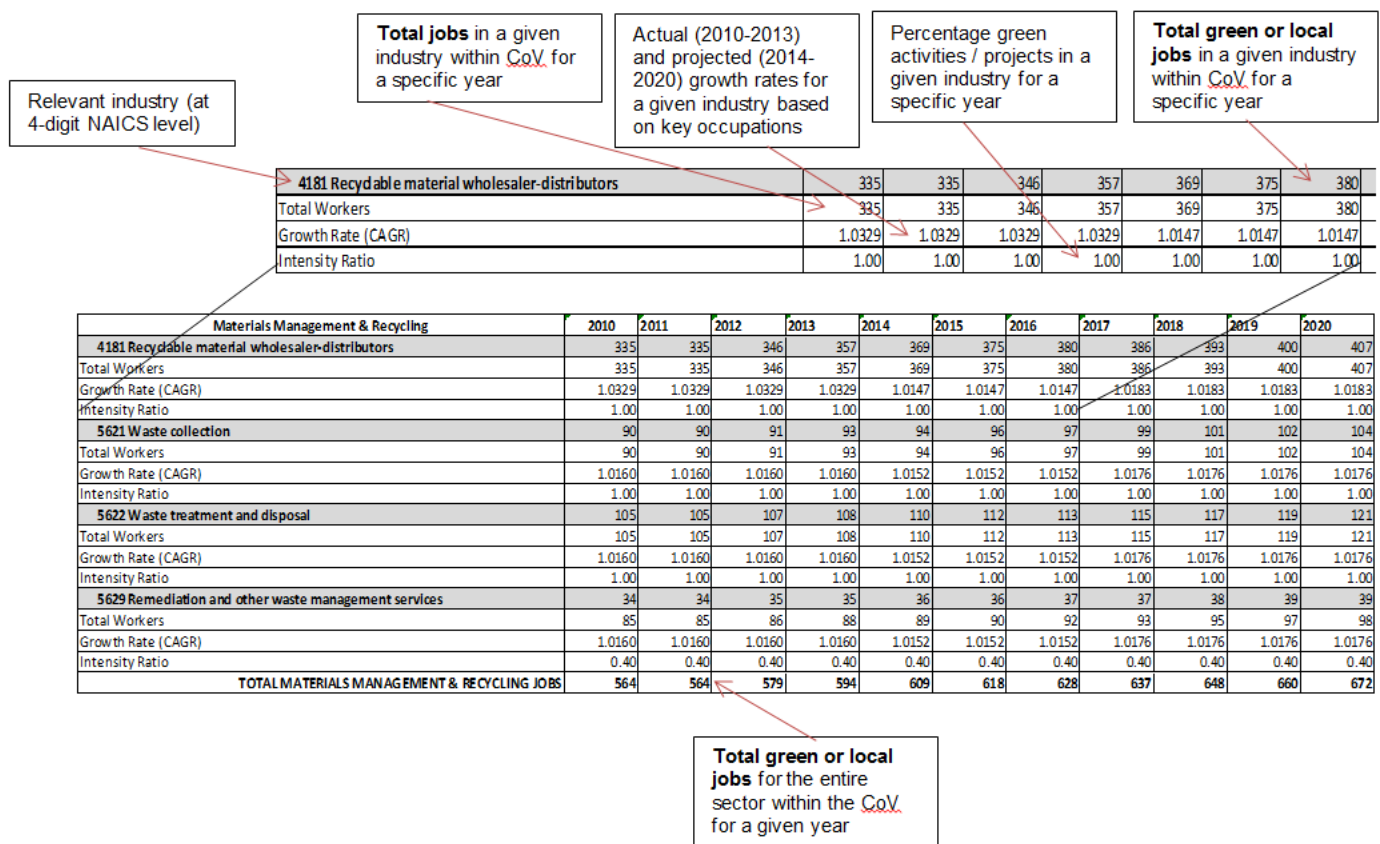 Total jobs in a given
industry within CoV for
a specific year
Actual (2010-2013)
and projected (2014-
2020) growth rates for
a given industry based
on key occupations
Percentage green
activities / projects in a
given industry for a
specific year
Total green or local
jobs in a given industry
within CoV for a
specific year
Relevant industry (at
4-digit NAICS level)
4181 Recyclable material wholesaler-distributors 335 335 346 357 369 375 380
Total Workers 335 335 346 357 369 375 380
Growth Rate (CAGR) 1.0329 1.0329 1.0329 1.0329 1.0147 1.0147 1.0147
Intensity Ratio 1.00 1.00 1.00 1.00 1.00 1.00 1.00
Materials Management & Recycling 2010 2011 2012 2013 2014 2015 2016 2017 2018 2019 2020
4181 Recyclable material wholesaler-distributors 335 335 346 357 369 375 380 386 393 400 407
Total Workers 335 335 346 357 369 375 380 386 393 400 407
Growth Rate (CAGR) 1.0329 1.0329 1.0329 1.0329 1.0147 1.0147 1.0147 1.0183 1.0183 1.0183 1.0183
Intensity Ratio 1.00 1.00 1.00 1.00 1.00 1.00 1.00 1.00 1.00 1.00 1.00
5621 Waste collection 90 90 91 93 94 96 97 99 101 102 104
Total Workers 90 90 91 93 94 96 97 99 101 102 104
Growth Rate (CAGR) 1.0160 1.0160 1.0160 1.0160 1.0152 1.0152 1.0152 1.0176 1.0176 1.0176 1.0176
Intensity Ratio 1.00 1.00 1.00 1.00 1.00 1.00 1.00 1.00 1.00 1.00 1.00
5622 Waste treatment and disposal 105 105 107 108 110 112 113 115 117 119 121
Total Workers 105 105 107 108 110 112 113 115 117 119 121
Growth Rate (CAGR) 1.0160 1.0160 1.0160 1.0160 1.0152 1.0152 1.0152 1.0176 1.0176 1.0176 1.0176
Intensity Ratio 1.00 1.00 1.00 1.00 1.00 1.00 1.00 1.00 1.00 1.00 1.00
5629 Remediation and other waste management services 34 34 35 35 36 36 37 37 38 39 39
Total Workers 85 85 86 88 89 90 92 93 95 97 98
Growth Rate (CAGR) 1.0160 1.0160 1.0160 1.0160 1.0152 1.0152 1.0152 1.0176 1.0176 1.0176 1.0176
Intensity Ratio 0.40 0.40 0.40 0.40 0.40 0.40 0.40 0.40 0.40 0.40 0.40
TOTAL MATERIALS MANAGEMENT & RECYCLING JOBS 564 564 579 594 609 618 628 637 648 660 672
Total green or local
jobs for the entire
sector within the CoV
for a given year